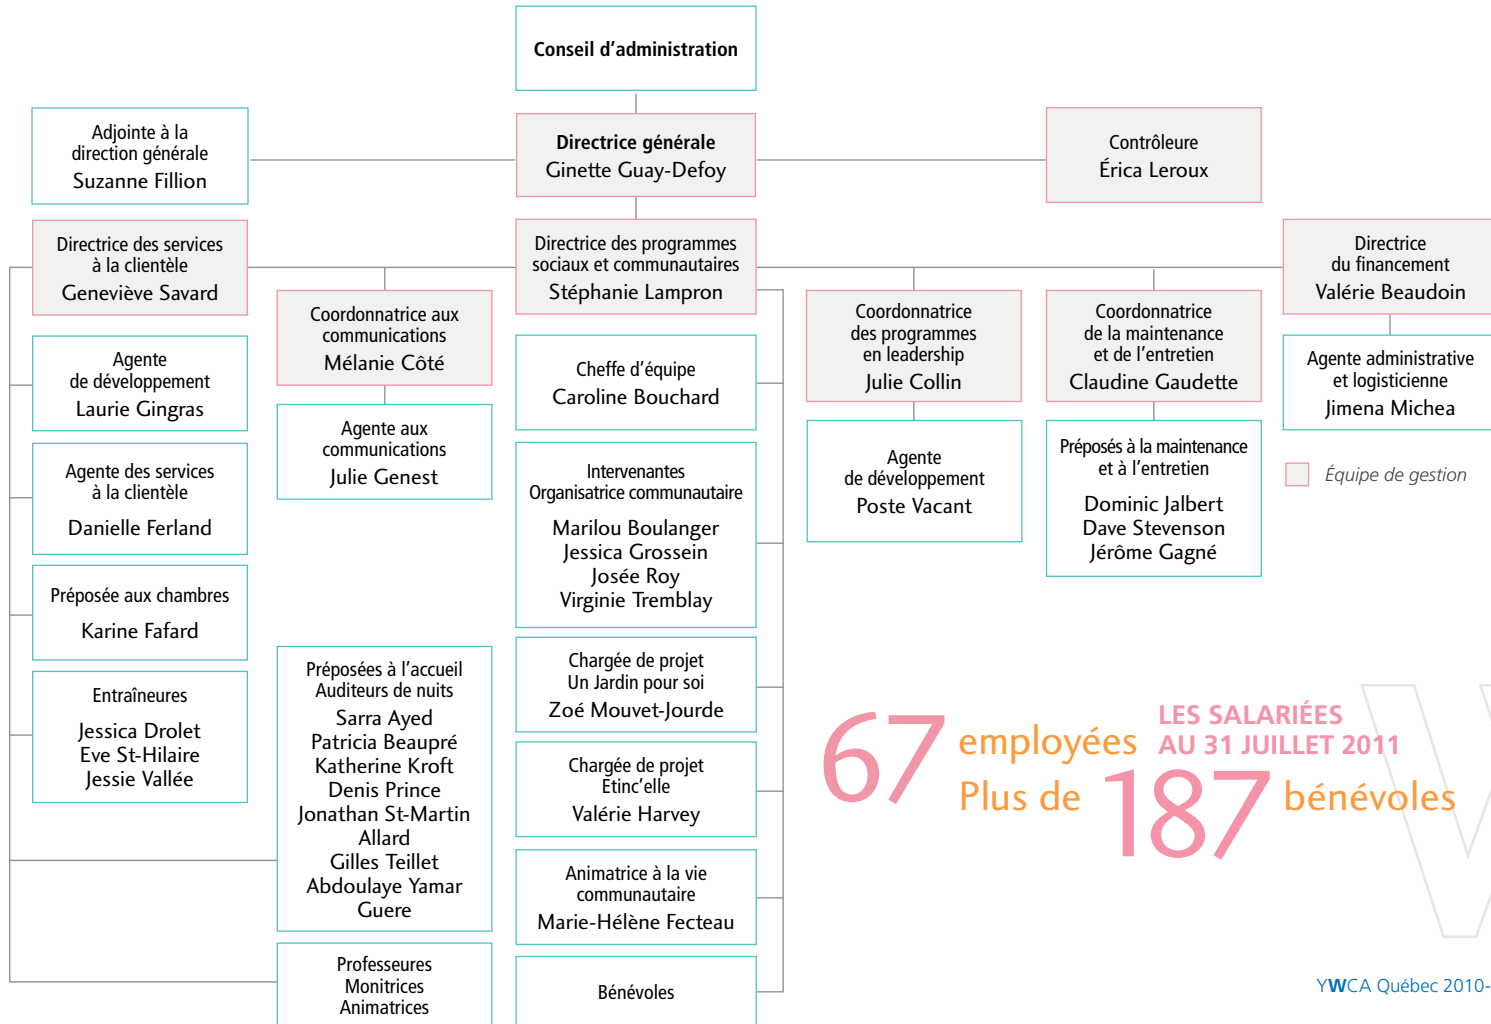 Conseil d'administration
Adjointe à la
direction générale
Suzanne Fillion
Directrice générale
Ginette Guay-Defoy
Contrôleure
Érica Leroux
Directrice des services
à la clientèle
Geneviève Savard
Directrice des programmes
sociaux et communautaires
Stéphanie Lampron
Directrice
du financement
Valérie Beaudoin
Coordonnatrice aux
communications
Mélanie Côté
Coordonnatrice
des programmes
en leadership
Julie Collin
Coordonnatrice
de la maintenance
et de l'entretien
Claudine Gaudette
Agente
de développement
Laurie Gingras
Agente des services
à la clientèle
Danielle Ferland
Préposée aux chambres
Karine Fafard
Entraîneures
Jessica Drolet
Eve St-Hilaire
Jessie Vallée
Agente aux
communications
Julie Genest
Préposées à l'accueil
Auditeurs de nuits
Sarra Ayed
Patricia Beaupré
Katherine Kroft
Denis Prince
Jonathan St-Martin
Allard
Gilles Teillet
Abdoulaye Yamar
Guere
Professeures
Monitrices
Animatrices
Cheffe d'équipe
Caroline Bouchard
Intervenantes
Organisatrice communautaire
Marilou Boulanger
Jessica Grossein
Josée Roy
Virginie Tremblay
Chargée de projet
Un Jardin pour soi
Zoé Mouvet-Jourde
Chargée de projet
Etinc'elle
Valérie Harvey
Animatrice à la vie
communautaire
Marie-Hélène Fecteau
Bénévoles
Agente
de développement
Poste Vacant
Préposés à la maintenance
et à l'entretien
Dominic Jalbert
Dave Stevenson
Jérôme Gagné
Agente administrative
et logisticienne
Jimena Michea
Équipe de gestion
LES SALARIÉES
AU 31 JUILLET 2011
67 employées
Plus de 187 bénévoles
W
YWCA Québec 2010-